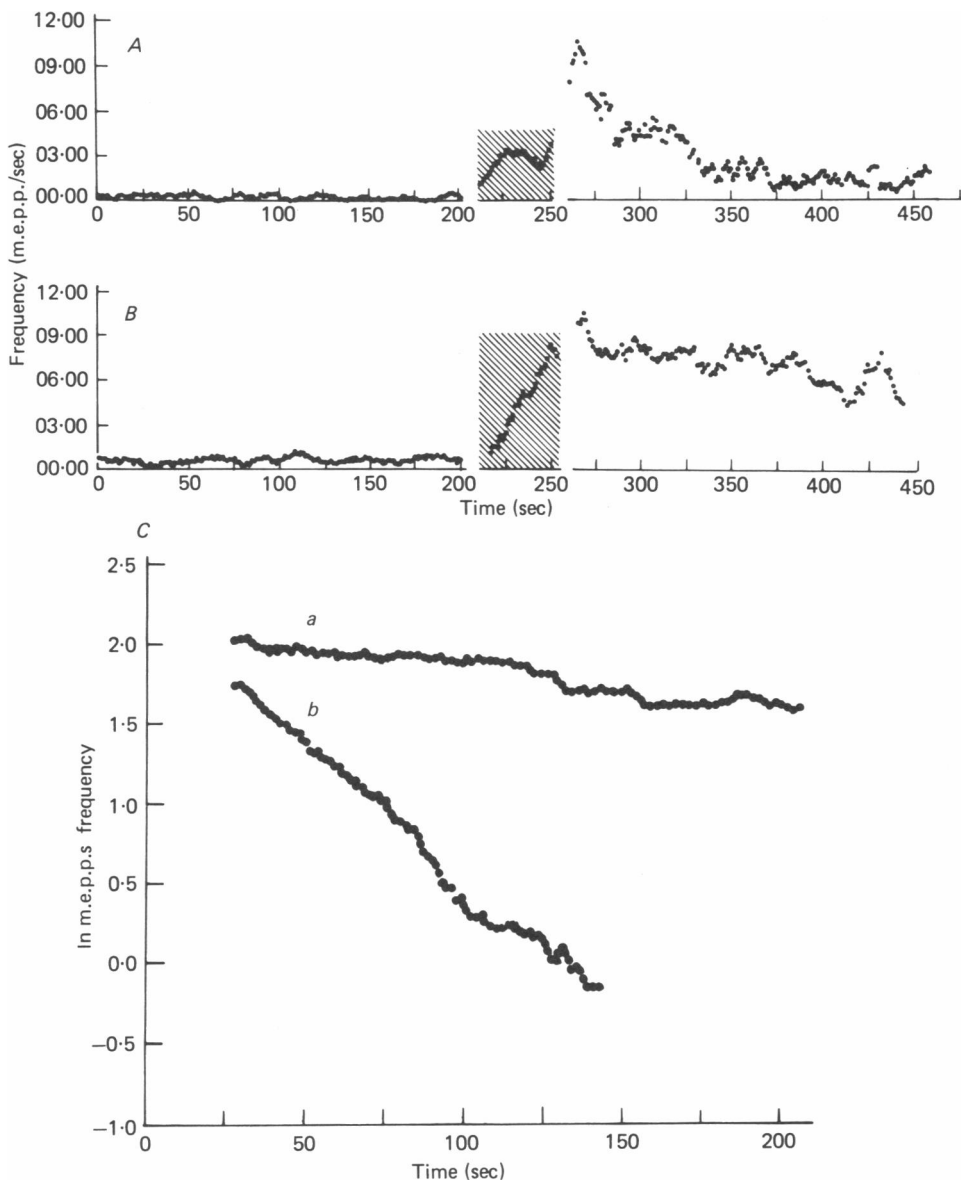 A
12·00
09·00
06·00
03·00
00·00
0 50 100 150 200 250 300 350 400 450
B
12·00
09·00
06·00
03·00
00·00
0 50 100 150 200 250 300 350 400 450
Frequency (m.e.p.p./sec)
Time (sec)
C
2·5
2·0
1·5
1·0
0·5
0·0
−0·5
−1·0
a
b
ln m.e.p.p.s frequency
0 50 100 150 200
Time (sec)